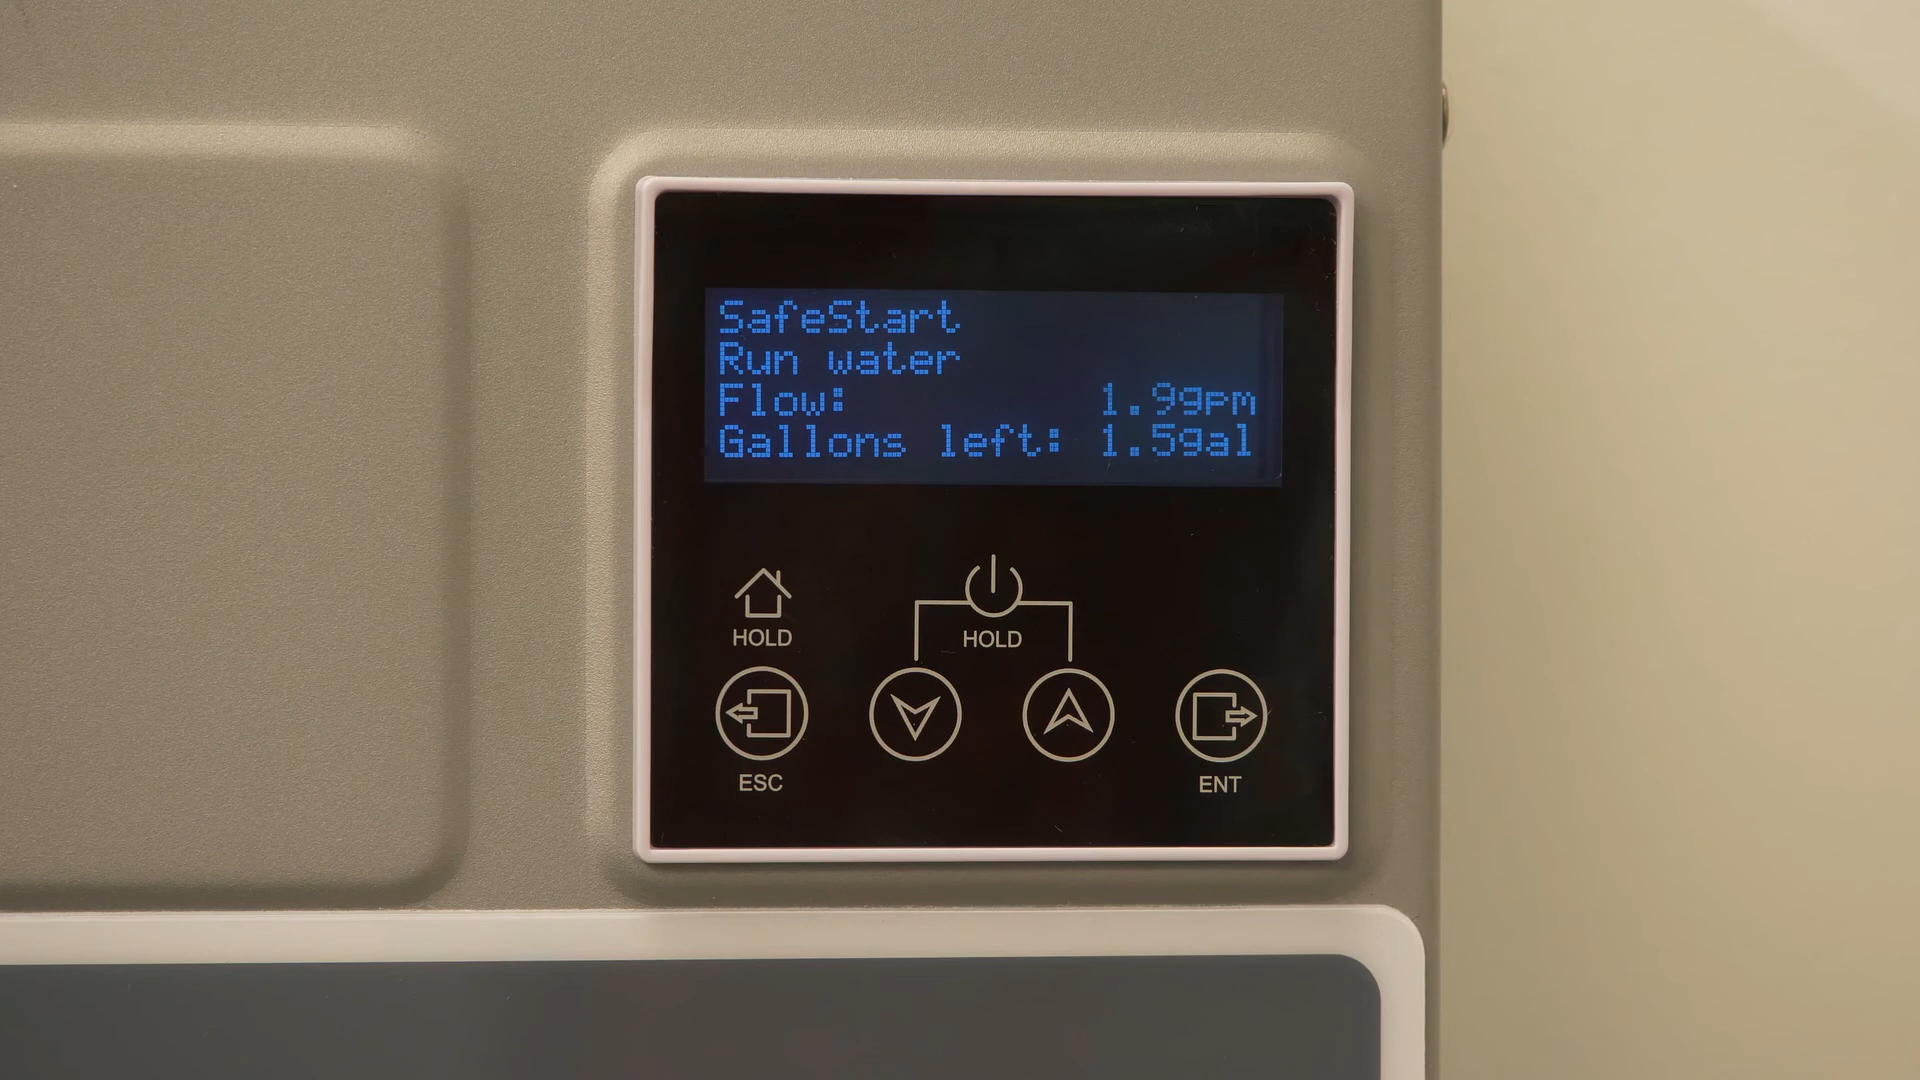 SafeStart
Run water
Flow: 1.9gpm
Gallons left: 1.5gal
HOLD
HOLD
ESC
ENT